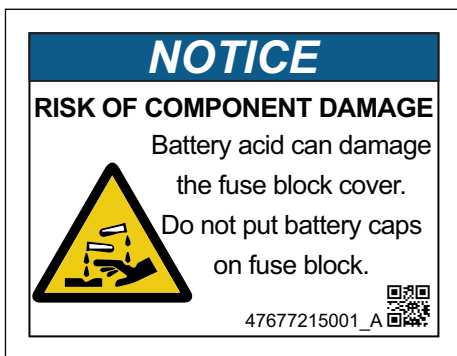 NOTICE
RISK OF COMPONENT DAMAGE
Battery acid can damage
the fuse block cover.
Do not put battery caps
on fuse block.
47677215001_A